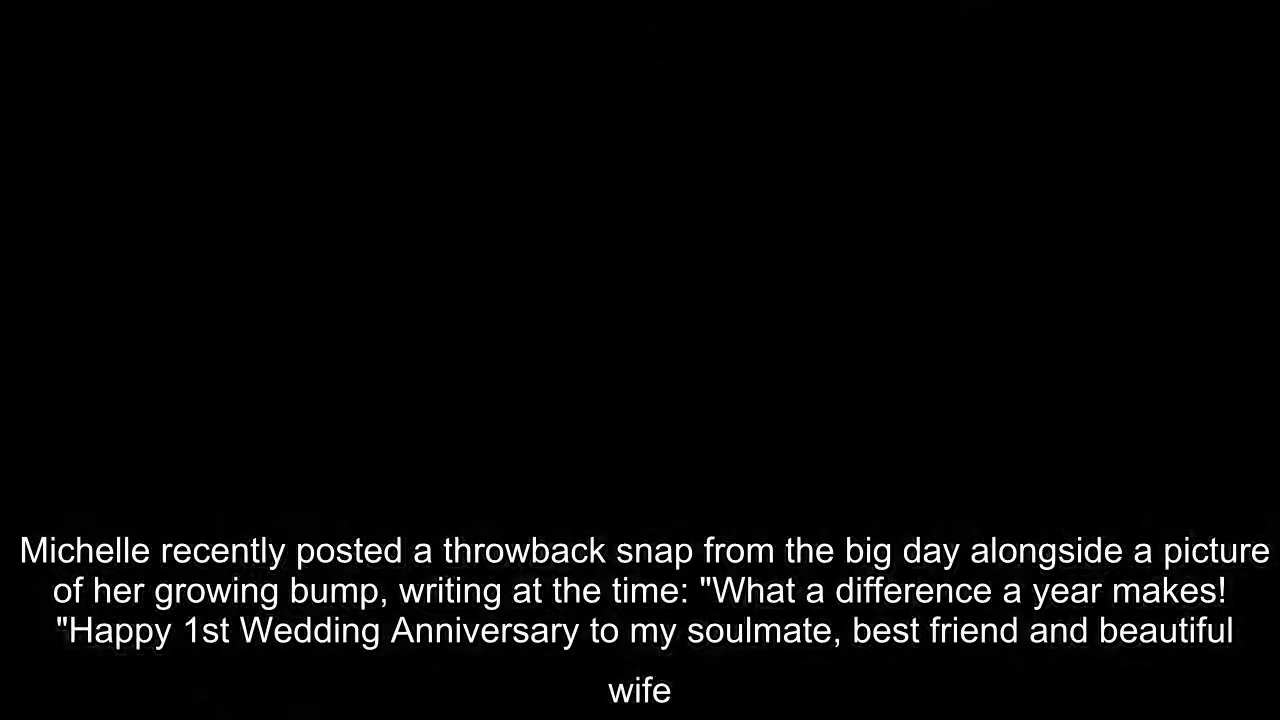 Michelle recently posted a throwback snap from the big day alongside a picture
of her growing bump, writing at the time: "What a difference a year makes!
"Happy 1st Wedding Anniversary to my soulmate, best friend and beautiful
wife